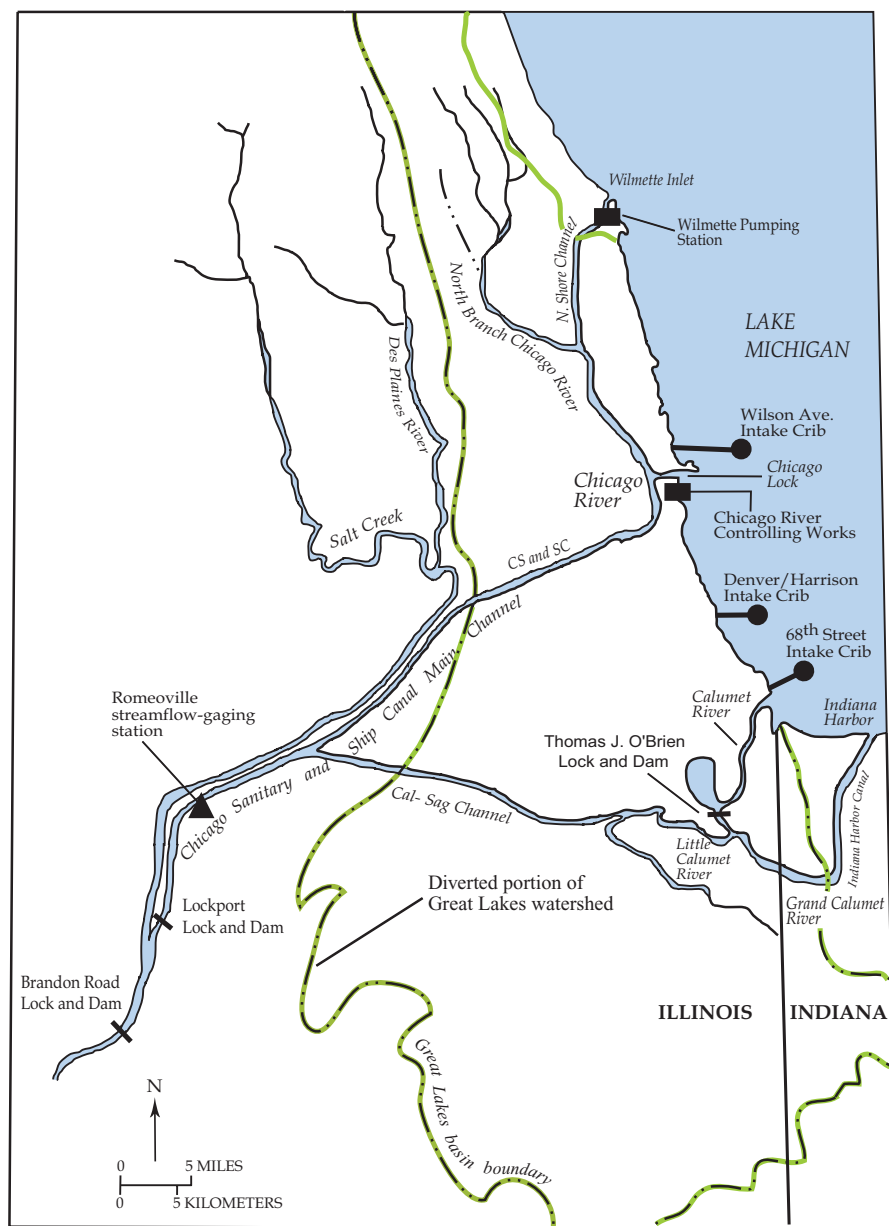 Wilmette Inlet
Wilmette Pumping
Station
N. Shore Channel
North Branch Chicago River
Des Plaines River
LAKE
MICHIGAN
Wilson Ave.
Intake Crib
Chicago
Lock
Chicago
River
Chicago River
Controlling Works
Salt Creek
CS and SC
Denver/Harrison
Intake Crib
68th Street
Intake Crib
Chicago Sanitary and Ship Canal Main Channel
Romeoville
streamflow-gaging
station
Calumet
River
Indiana
Harbor
Thomas J. O'Brien
Lock and Dam
Cal- Sag Channel
Little
Calumet
River
Indiana Harbor Canal
Grand Calumet
River
Diverted portion of
Great Lakes watershed
Lockport
Lock and Dam
Brandon Road
Lock and Dam
ILLINOIS
INDIANA
Great Lakes basin boundary
N
0 5 MILES
0 5 KILOMETERS